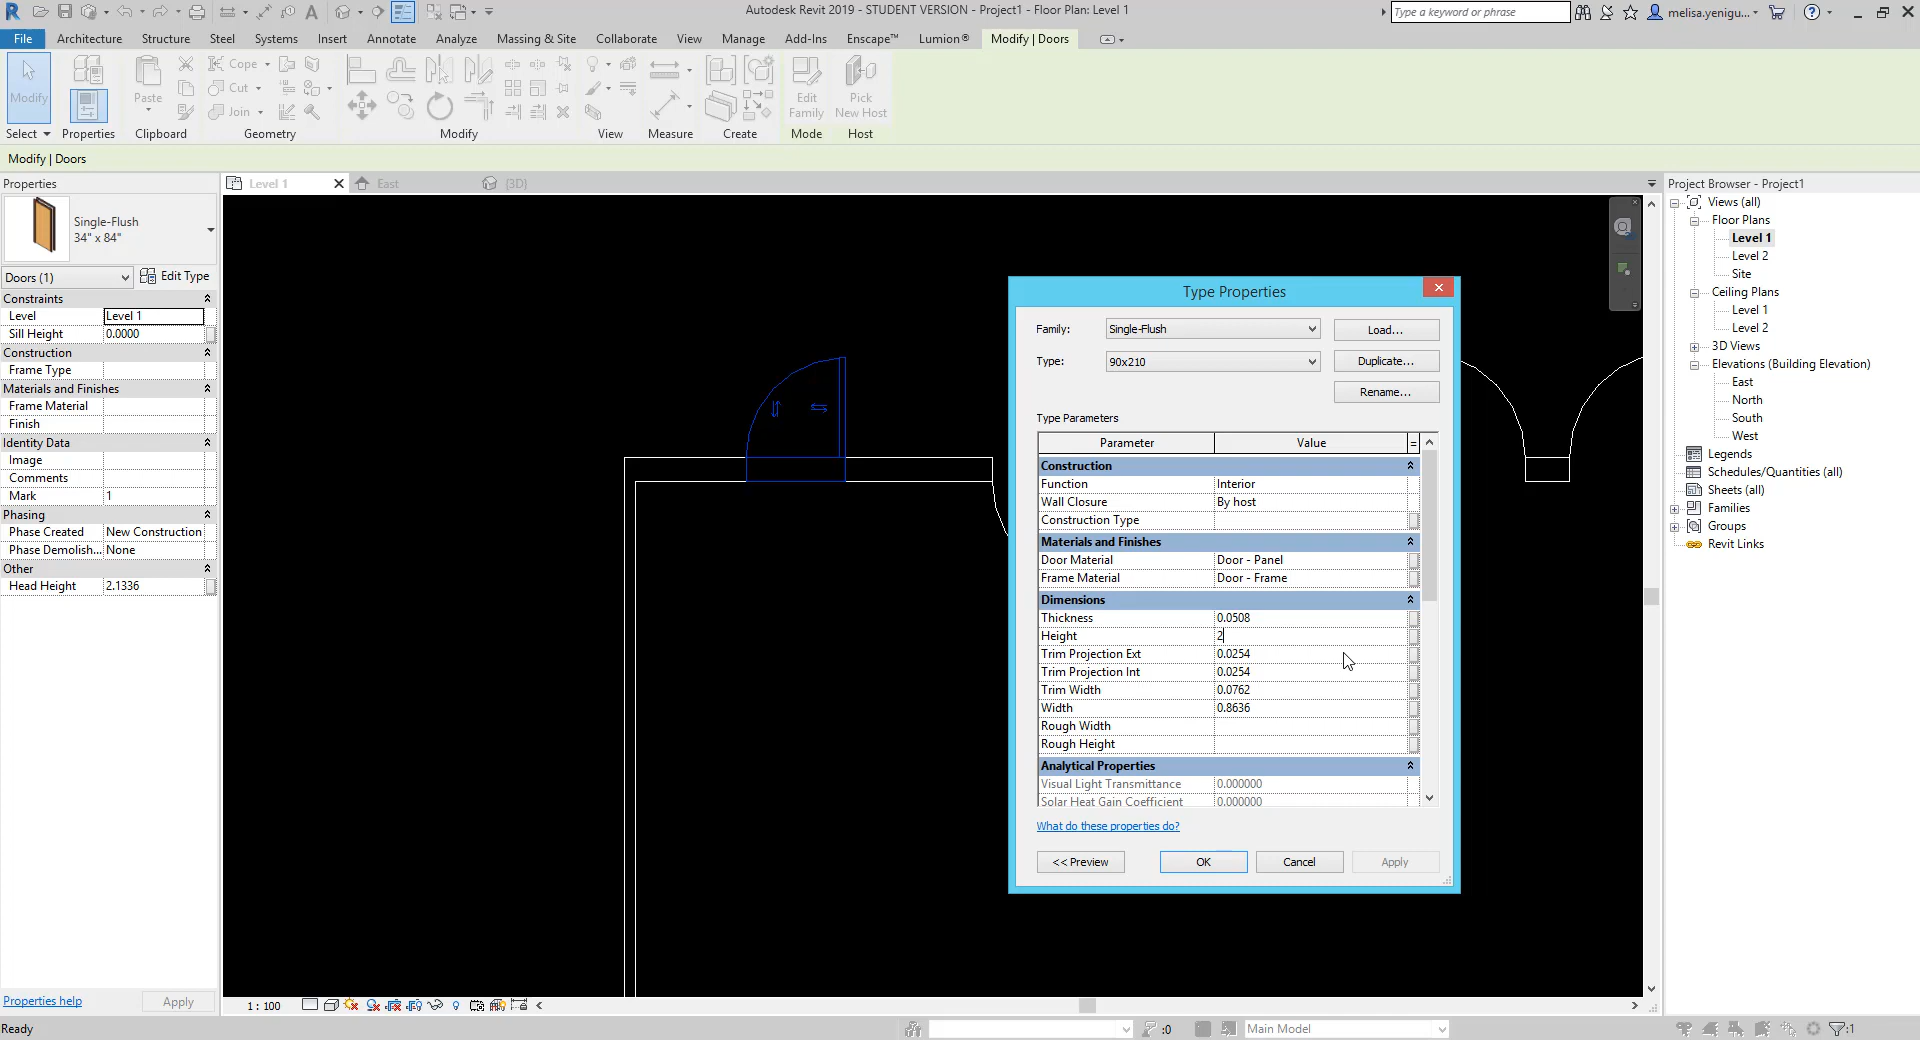 Autodesk Revit 2019 - STUDENT VERSION - Project1 - Floor Plan: Level 1
Type a keyword or phrase
melisa.yenigu...
File Architecture Structure Steel Systems Insert Annotate Analyze Massing & Site Collaborate View Manage Add-Ins Enscape™ Lumion® Modify | Doors
Modify
Paste
Cope
Cut
Join
Edit Family
Pick New Host
Select Properties Clipboard Geometry Modify View Measure Create Mode Host
Modify | Doors
Properties
Single-Flush
34" x 84"
Doors (1) Edit Type
Constraints
Level Level 1
Sill Height 0.0000
Construction
Frame Type
Materials and Finishes
Frame Material
Finish
Identity Data
Image
Comments
Mark 1
Phasing
Phase Created New Construction
Phase Demolish... None
Other
Head Height 2.1336
Properties help Apply
Level 1 East {3D}
Type Properties
Family: Single-Flush Load...
Type: 90x210 Duplicate...
Rename...
Type Parameters
Parameter Value =
Construction
Function Interior
Wall Closure By host
Construction Type
Materials and Finishes
Door Material Door - Panel
Frame Material Door - Frame
Dimensions
Thickness 0.0508
Height 2
Trim Projection Ext 0.0254
Trim Projection Int 0.0254
Trim Width 0.0762
Width 0.8636
Rough Width
Rough Height
Analytical Properties
Visual Light Transmittance 0.000000
Solar Heat Gain Coefficient 0.000000
What do these properties do?
<< Preview OK Cancel Apply
Project Browser - Project1
Views (all)
Floor Plans
Level 1
Level 2
Site
Ceiling Plans
Level 1
Level 2
3D Views
Elevations (Building Elevation)
East
North
South
West
Legends
Schedules/Quantities (all)
Sheets (all)
Families
Groups
Revit Links
1 : 100
Ready
:0
Main Model
:1